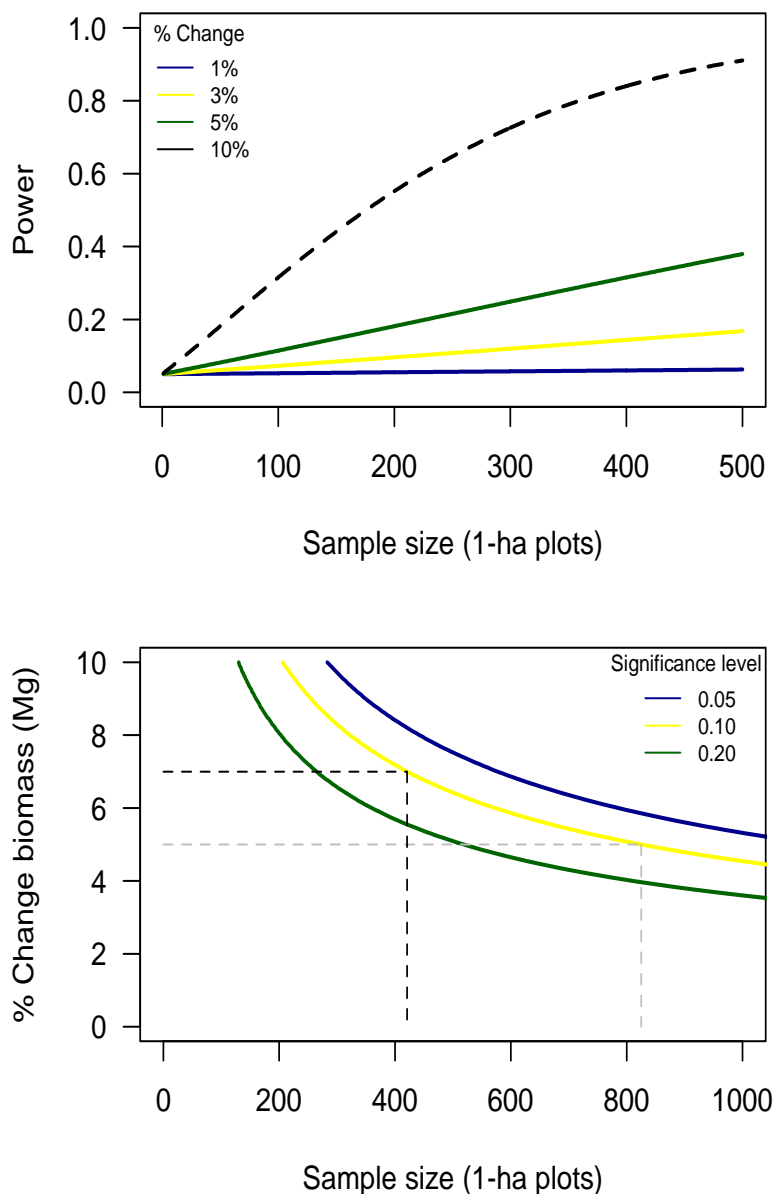 % Change
1%
3%
5%
10%
Power
1.0
0.8
0.6
0.4
0.2
0.0
0 100 200 300 400 500
Sample size (1-ha plots)
Significance level
0.05
0.10
0.20
% Change biomass (Mg)
10
8
6
4
2
0
0 200 400 600 800 1000
Sample size (1-ha plots)